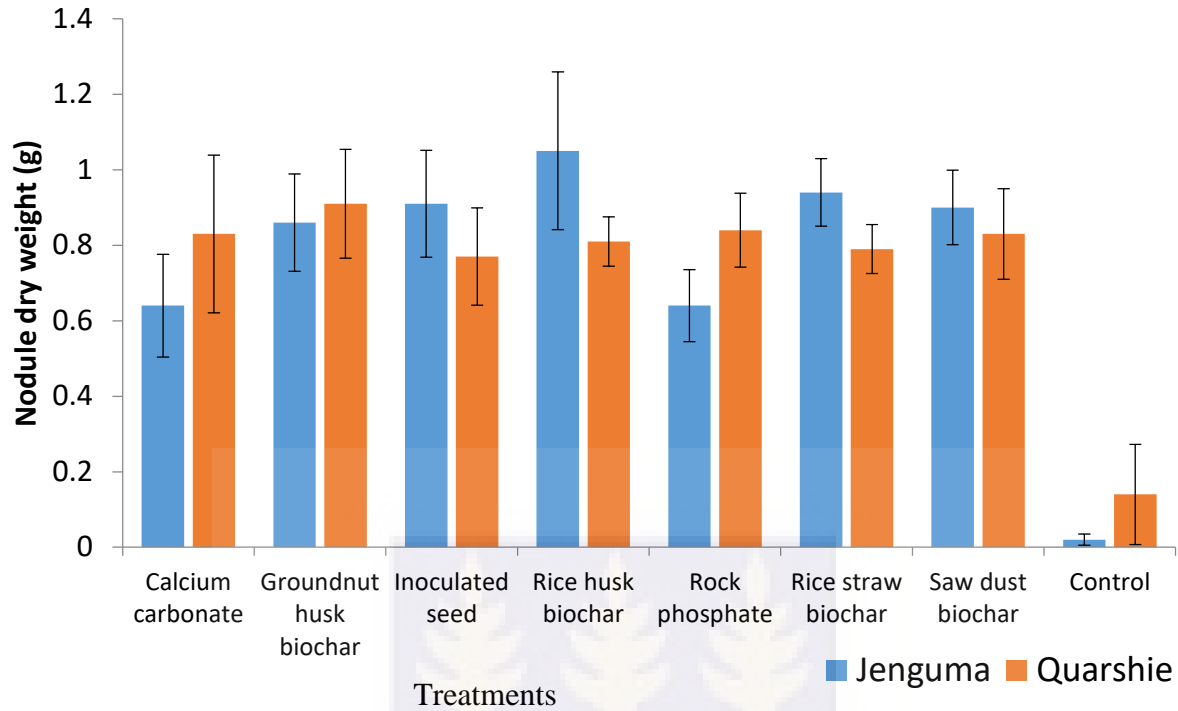 Nodule dry weight (g)
1.4
1.2
1
0.8
0.6
0.4
0.2
0
Calcium
carbonate
Groundnut
husk
biochar
Inoculated
seed
Rice husk
biochar
Rock
phosphate
Rice straw
biochar
Saw dust
biochar
Control
Jenguma
Quarshie
Treatments